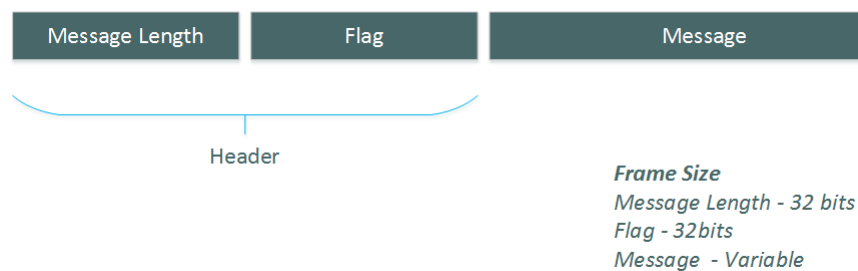 Message Length
Flag
Message
Header
Frame Size
Message Length - 32 bits
Flag - 32bits
Message - Variable